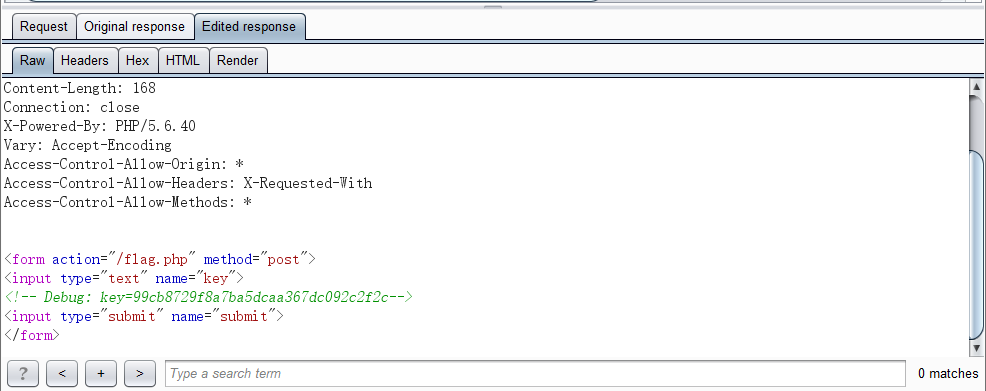 Request Original response Edited response
Raw Headers Hex HTML Render
Content-Length: 168
Connection: close
X-Powered-By: PHP/5.6.40
Vary: Accept-Encoding
Access-Control-Allow-Origin: *
Access-Control-Allow-Headers: X-Requested-With
Access-Control-Allow-Methods: *
<form action="/flag.php" method="post">
<input type="text" name="key">
<!-- Debug: key=99cb8729f8a7ba5dcaa367dc092c2f2c-->
<input type="submit" name="submit">
</form>
? < + > Type a search term 0 matches